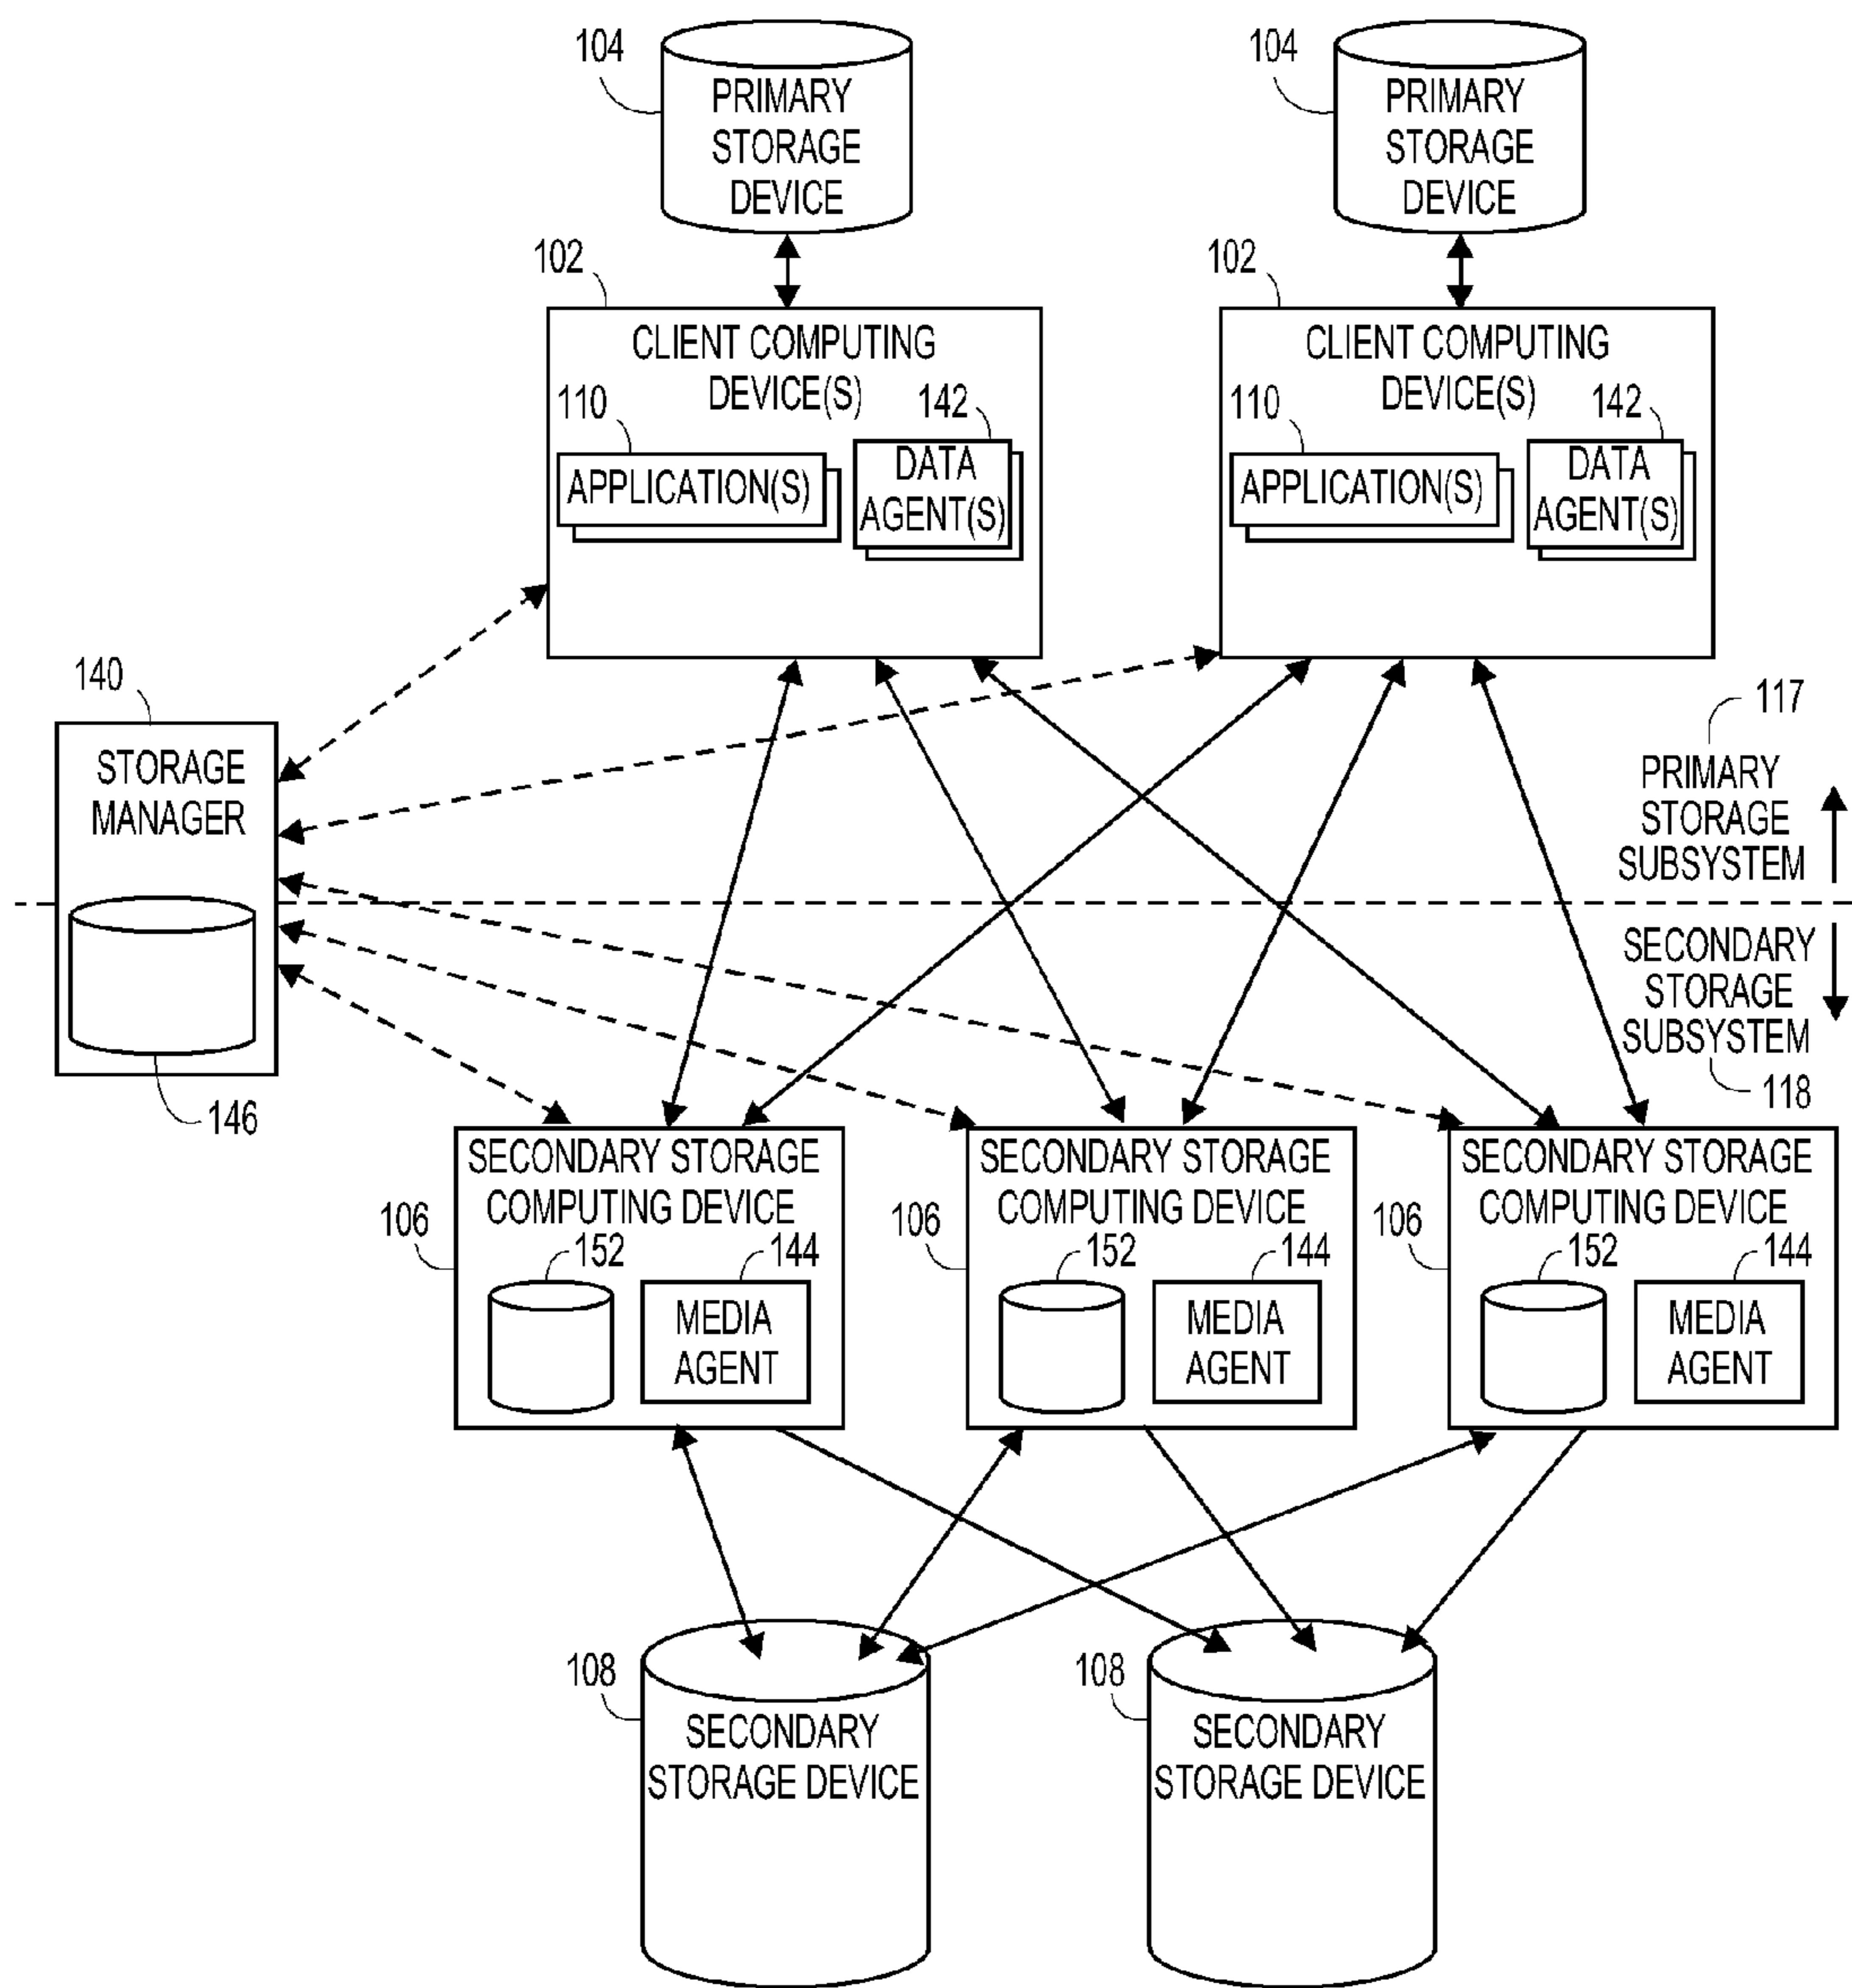 104
PRIMARY
STORAGE
DEVICE
104
PRIMARY
STORAGE
DEVICE
102
CLIENT COMPUTING
DEVICE(S)
110
142
APPLICATION(S)
DATA
AGENT(S)
102
CLIENT COMPUTING
DEVICE(S)
110
142
APPLICATION(S)
DATA
AGENT(S)
140
STORAGE
MANAGER
146
117
PRIMARY
STORAGE
SUBSYSTEM
SECONDARY
STORAGE
SUBSYSTEM
118
SECONDARY STORAGE
COMPUTING DEVICE
106
152
144
MEDIA
AGENT
SECONDARY STORAGE
COMPUTING DEVICE
106
152
144
MEDIA
AGENT
SECONDARY STORAGE
COMPUTING DEVICE
106
152
144
MEDIA
AGENT
108
SECONDARY
STORAGE DEVICE
108
SECONDARY
STORAGE DEVICE